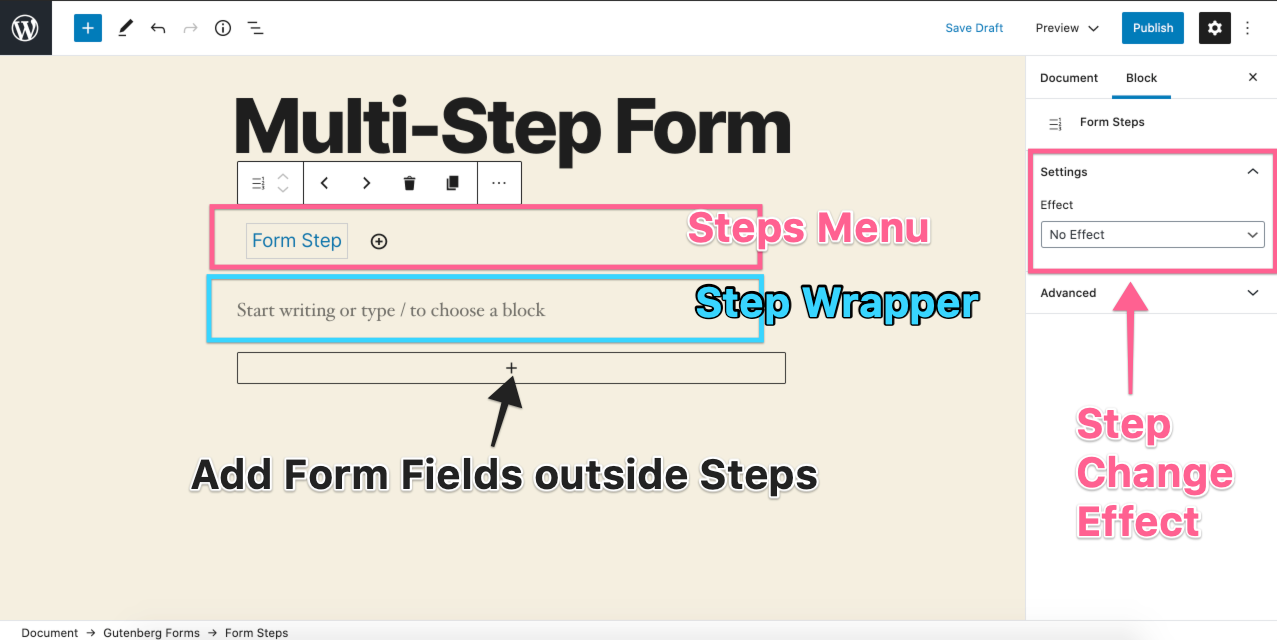 Save Draft
Preview
Publish
Document
Block
Form Steps
Multi-Step Form
Settings
Effect
No Effect
Form Step
Steps Menu
Start writing or type / to choose a block
Step Wrapper
Advanced
Add Form Fields outside Steps
Step
Change
Effect
Document → Gutenberg Forms → Form Steps